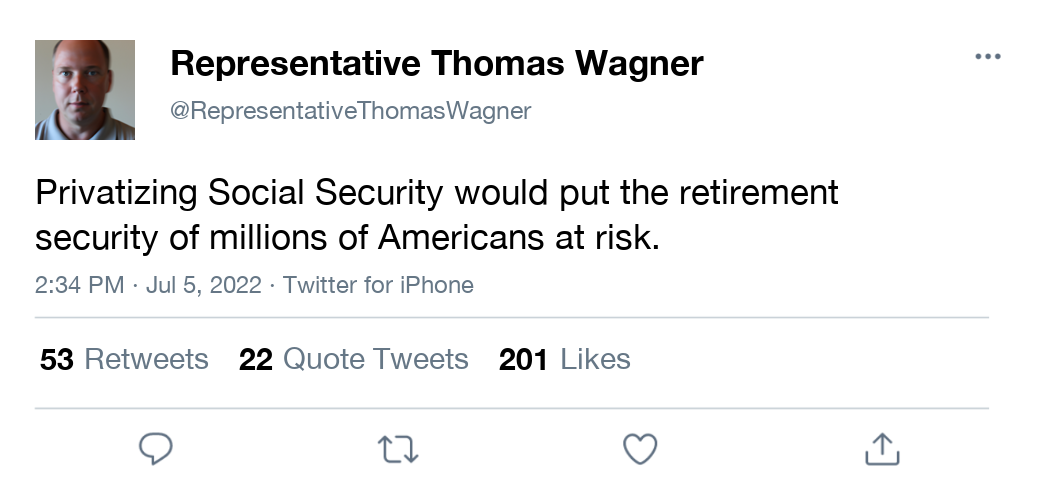 Representative Thomas Wagner
@RepresentativeThomasWagner
Privatizing Social Security would put the retirement
security of millions of Americans at risk.
2:34 PM · Jul 5, 2022 · Twitter for iPhone
53 Retweets 22 Quote Tweets 201 Likes